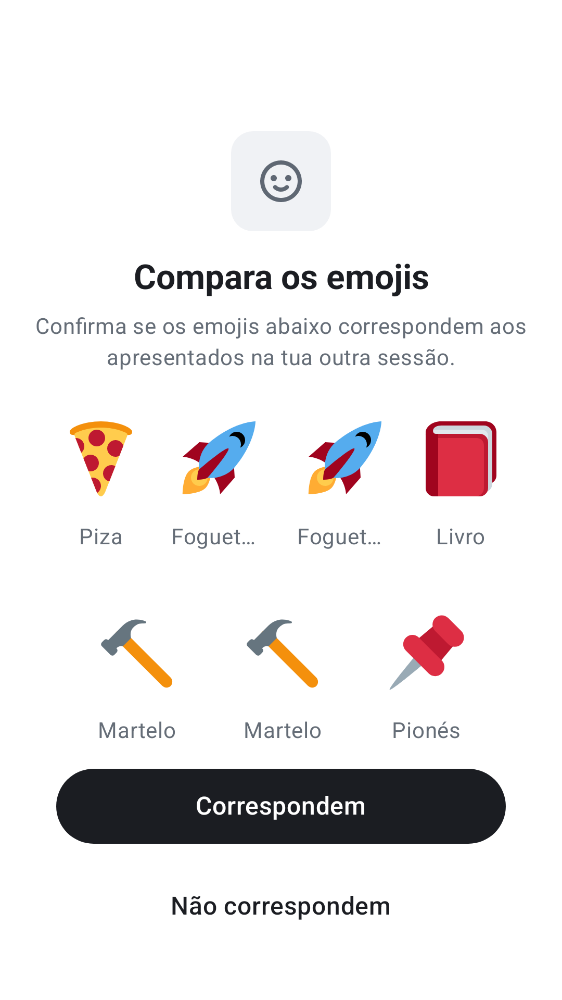 Compara os emojis
Confirma se os emojis abaixo correspondem aos
apresentados na tua outra sessão.
Piza
Foguet…
Foguet…
Livro
Martelo
Martelo
Pionés
Correspondem
Não correspondem